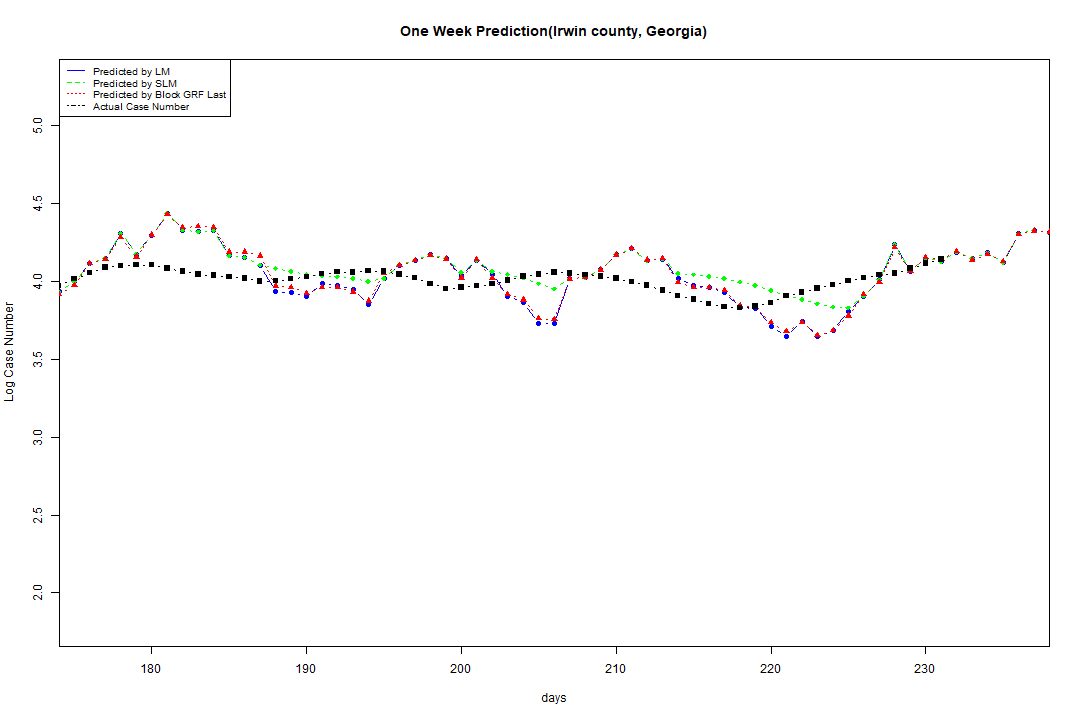 One Week Prediction(Irwin county, Georgia)
Predicted by LM
Predicted by SLM
Predicted by Block GRF Last
Actual Case Number
5.0
4.5
4.0
3.5
3.0
2.5
2.0
Log Case Number
180 190 200 210 220 230
days